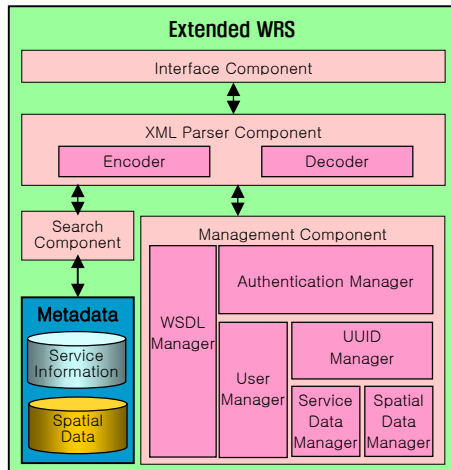 Extended WRS
Interface Component
XML Parser Component
Encoder
Decoder
Search
Component
Management Component
Metadata
Service
Information
Spatial
Data
WSDL
Manager
Authentication Manager
User
Manager
UUID
Manager
Service
Data
Manager
Spatial
Data
Manager